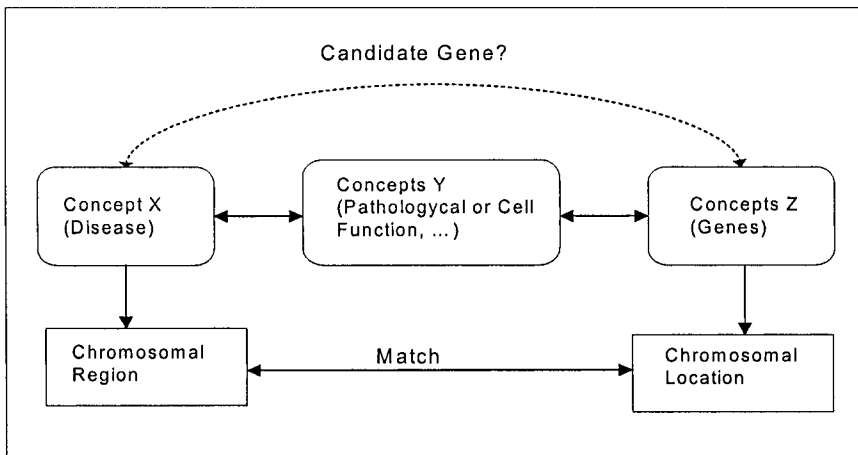 Candidate Gene?
Concept X
(Disease)
Concepts Y
(Pathologycal or Cell
Function, ...)
Concepts Z
(Genes)
Chromosomal
Region
Match
Chromosomal
Location